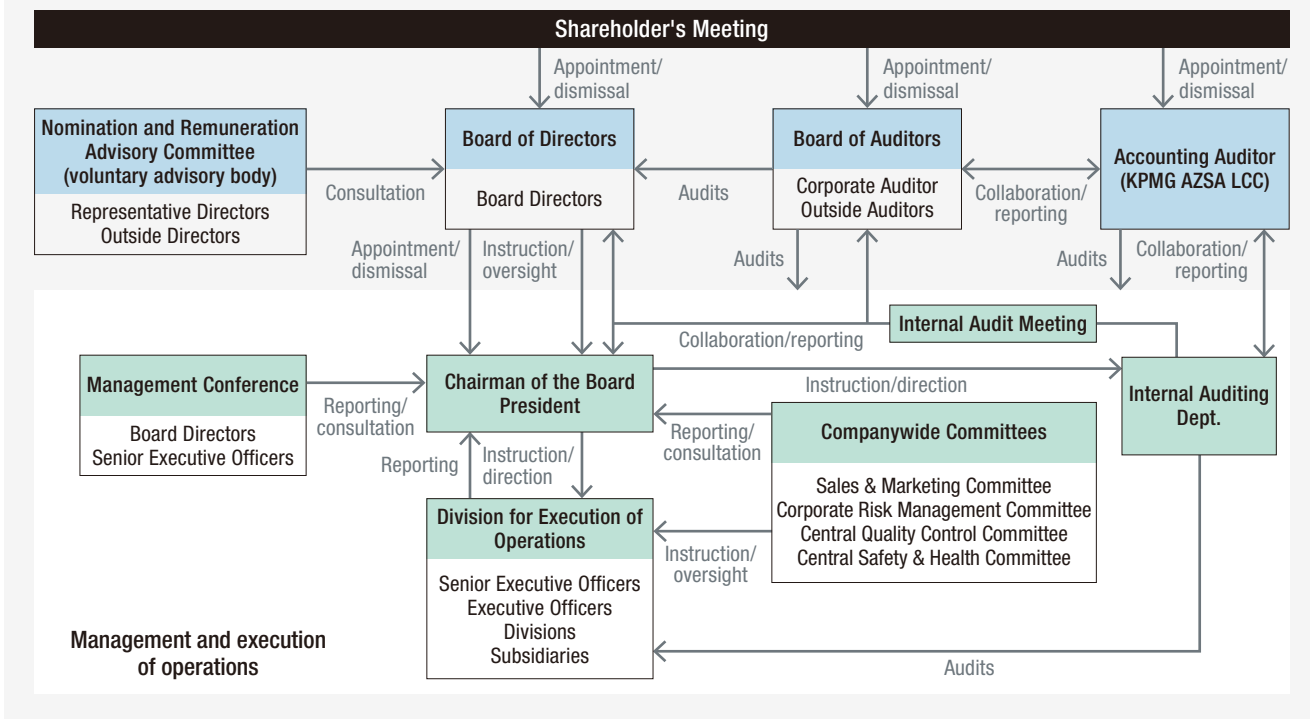 Shareholder's Meeting
Appointment/
dismissal
Appointment/
dismissal
Appointment/
dismissal
Nomination and Remuneration
Advisory Committee
(voluntary advisory body)
Representative Directors
Outside Directors
Consultation
Board of Directors
Board Directors
Audits
Board of Auditors
Corporate Auditor
Outside Auditors
Collaboration/
reporting
Accounting Auditor
(KPMG AZSA LCC)
Appointment/
dismissal
Instruction/
oversight
Audits
Audits
Collaboration/
reporting
Internal Audit Meeting
Collaboration/reporting
Management Conference
Board Directors
Senior Executive Officers
Reporting/
consultation
Chairman of the Board
President
Instruction/direction
Internal Auditing
Dept.
Reporting
Instruction/
direction
Reporting/
consultation
Companywide Committees
Sales & Marketing Committee
Corporate Risk Management Committee
Central Quality Control Committee
Central Safety & Health Committee
Division for Execution of
Operations
Senior Executive Officers
Executive Officers
Divisions
Subsidiaries
Instruction/
oversight
Audits
Management and execution
of operations